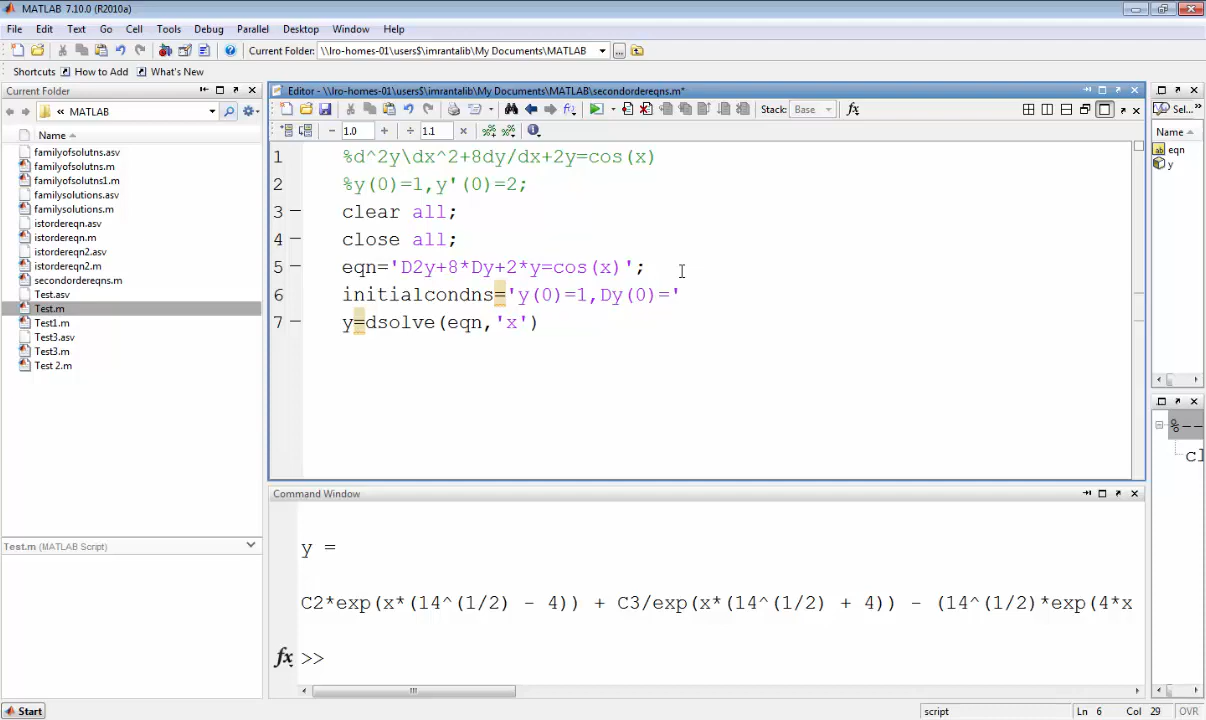 MATLAB 7.10.0 (R2010a)
File Edit Text Go Cell Tools Debug Parallel Desktop Window Help
Current Folder: \\lro-homes-01\users$\imrantalib\My Documents\MATLAB
Shortcuts How to Add What's New
Current Folder
« MATLAB
Name
familyofsolutns.asv
familyofsolutns.m
familyofsolutns1.m
familysolutions.asv
familysolutions.m
istordereqn.asv
istordereqn.m
istordereqn2.asv
istordereqn2.m
secondordereqns.m
Test.asv
Test.m
Test1.m
Test3.asv
Test3.m
Test 2.m
Test.m (MATLAB Script)
Editor - \\lro-homes-01\users$\imrantalib\My Documents\MATLAB\secondordereqns.m*
Stack: Base
1.0 1.1
1 %d^2y\dx^2+8dy/dx+2y=cos(x)
2 %y(0)=1,y'(0)=2;
3 clear all;
4 close all;
5 eqn='D2y+8*Dy+2*y=cos(x)';
6 initialcondns='y(0)=1,Dy(0)='
7 y=dsolve(eqn,'x')
Command Window
y =
C2*exp(x*(14^(1/2) - 4)) + C3/exp(x*(14^(1/2) + 4)) - (14^(1/2)*exp(4*x
fx >>
Sel... »
Name
eqn
y
%--
cl
Start
script
Ln 6 Col 29 OVR